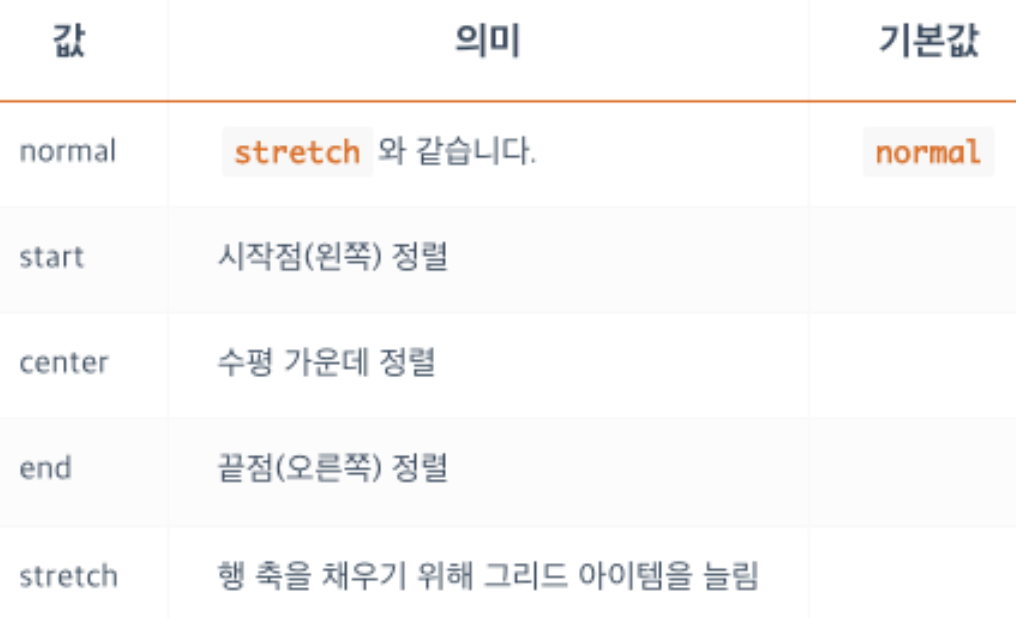 값 의미 기본값
normal stretch 와 같습니다. normal
start 시작점(왼쪽) 정렬
center 수평 가운데 정렬
end 끝점(오른쪽) 정렬
stretch 행 축을 채우기 위해 그리드 아이템을 늘림